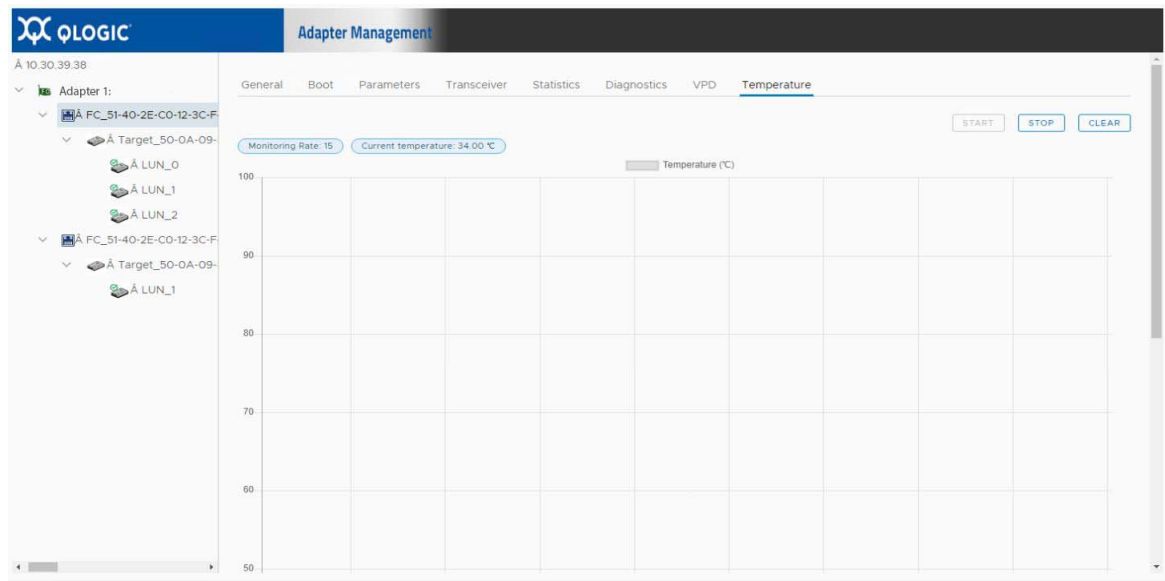 QLOGIC
Adapter Management
Â 10.30.39.38
Adapter 1:
Â FC_51-40-2E-C0-12-3C-F
Â Target_50-0A-09-
Â LUN_0
Â LUN_1
Â LUN_2
Â FC_51-40-2E-C0-12-3C-F
Â Target_50-0A-09-
Â LUN_1
General Boot Parameters Transceiver Statistics Diagnostics VPD Temperature
START STOP CLEAR
Monitoring Rate: 15 Current temperature: 34.00 ℃
Temperature (℃)
100
90
80
70
60
50